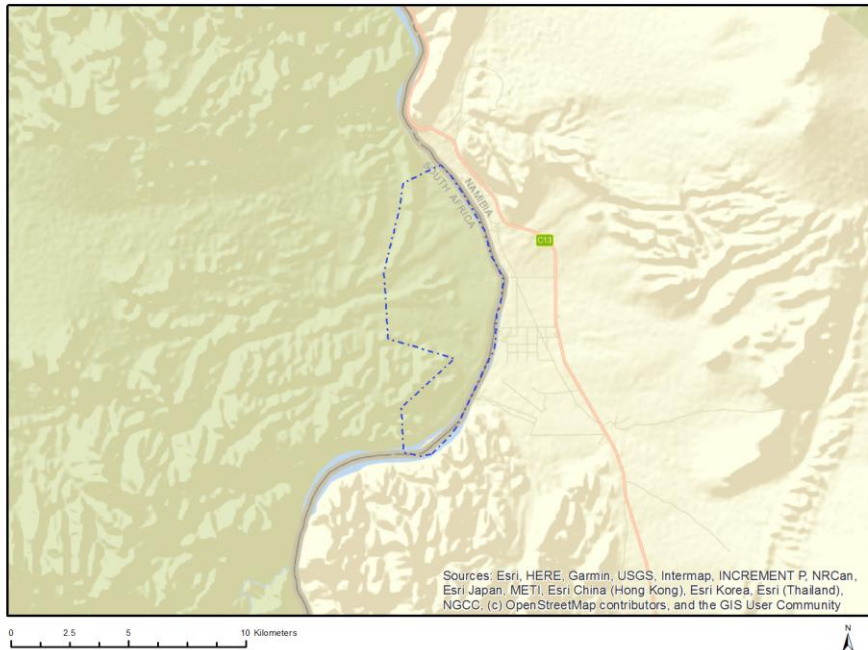 NAMIBIA
SOUTH AFRICA
C13
Sources: Esri, HERE, Garmin, USGS, Intermap, INCREMENT P, NRCan,
Esri Japan, METI, Esri China (Hong Kong), Esri Korea, Esri (Thailand),
NGCC, (c) OpenStreetMap contributors, and the GIS User Community
0 2.5 5 10 Kilometers
N